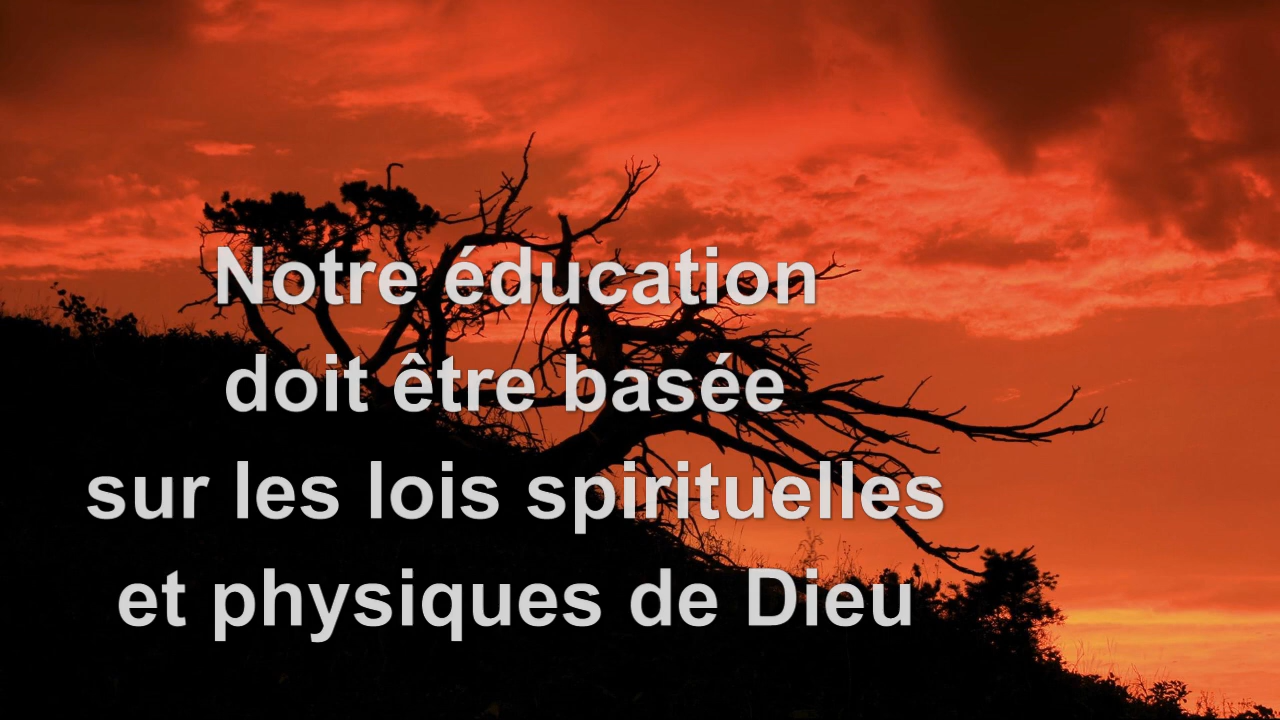 Notre éducation
doit être basée
sur les lois spirituelles
et physiques de Dieu